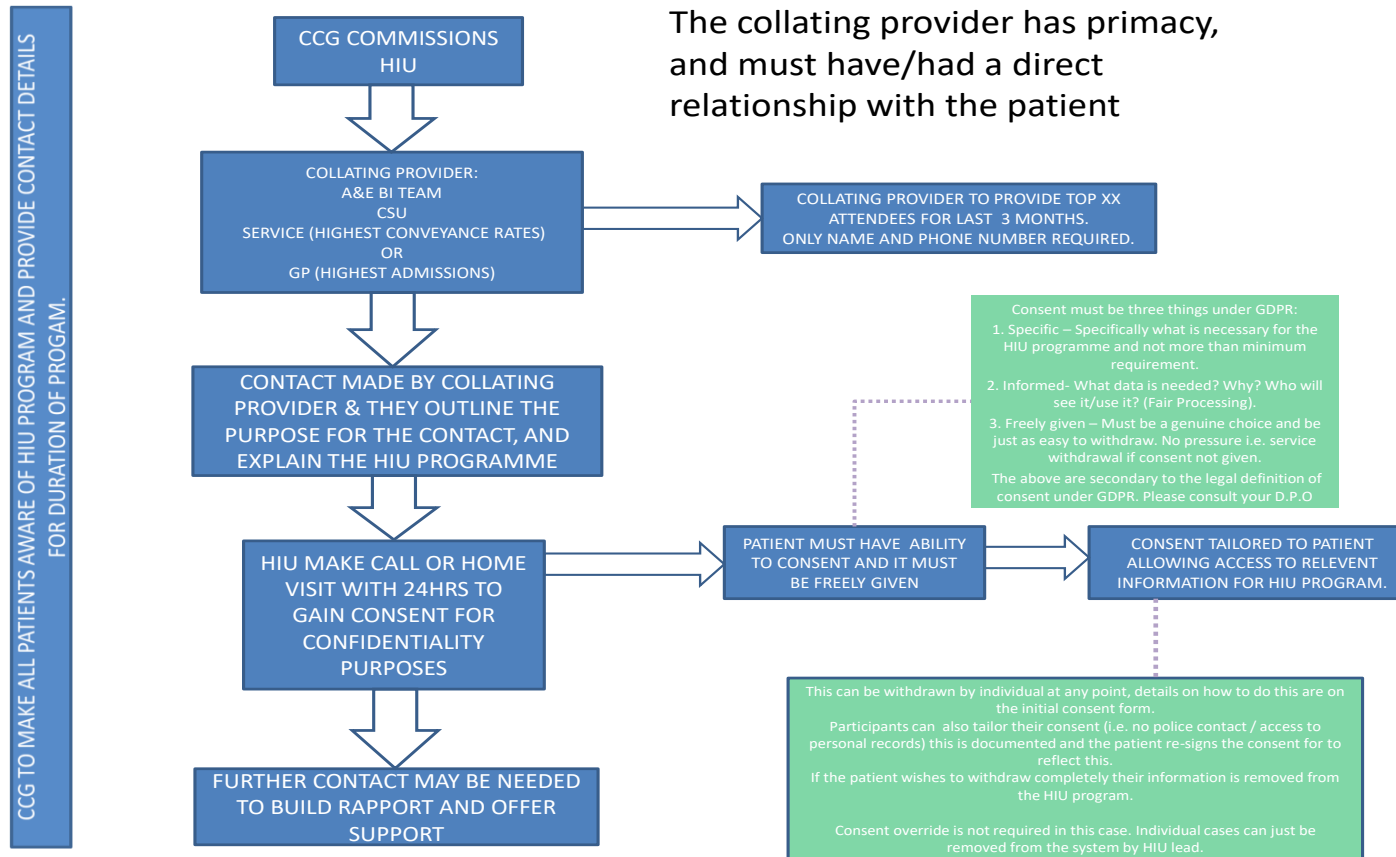 CCG TO MAKE ALL PATIENTS AWARE OF HIU PROGRAM AND PROVIDE CONTACT DETAILS
FOR DURATION OF PROGAM.
The collating provider has primacy,
and must have/had a direct
relationship with the patient
CCG COMMISSIONS
HIU
COLLATING PROVIDER:
A&E BI TEAM
CSU
SERVICE (HIGHEST CONVEYANCE RATES)
OR
GP (HIGHEST ADMISSIONS)
COLLATING PROVIDER TO PROVIDE TOP XX
ATTENDEES FOR LAST 3 MONTHS.
ONLY NAME AND PHONE NUMBER REQUIRED.
CONTACT MADE BY COLLATING
PROVIDER & THEY OUTLINE THE
PURPOSE FOR THE CONTACT, AND
EXPLAIN THE HIU PROGRAMME
Consent must be three things under GDPR:
1. Specific – Specifically what is necessary for the
HIU programme and not more than minimum
requirement.
2. Informed- What data is needed? Why? Who will
see it/use it? (Fair Processing).
3. Freely given – Must be a genuine choice and be
just as easy to withdraw. No pressure i.e. service
withdrawal if consent not given.
The above are secondary to the legal definition of
consent under GDPR. Please consult your D.P.O
HIU MAKE CALL OR HOME
VISIT WITH 24HRS TO
GAIN CONSENT FOR
CONFIDENTIALITY
PURPOSES
PATIENT MUST HAVE ABILITY
TO CONSENT AND IT MUST
BE FREELY GIVEN
CONSENT TAILORED TO PATIENT
ALLOWING ACCESS TO RELEVENT
INFORMATION FOR HIU PROGRAM.
This can be withdrawn by individual at any point, details on how to do this are on
the initial consent form.
Participants can also tailor their consent (i.e. no police contact / access to
personal records) this is documented and the patient re-signs the consent for to
reflect this.
If the patient wishes to withdraw completely their information is removed from
the HIU program.
Consent override is not required in this case. Individual cases can just be
removed from the system by HIU lead.
FURTHER CONTACT MAY BE NEEDED
TO BUILD RAPPORT AND OFFER
SUPPORT